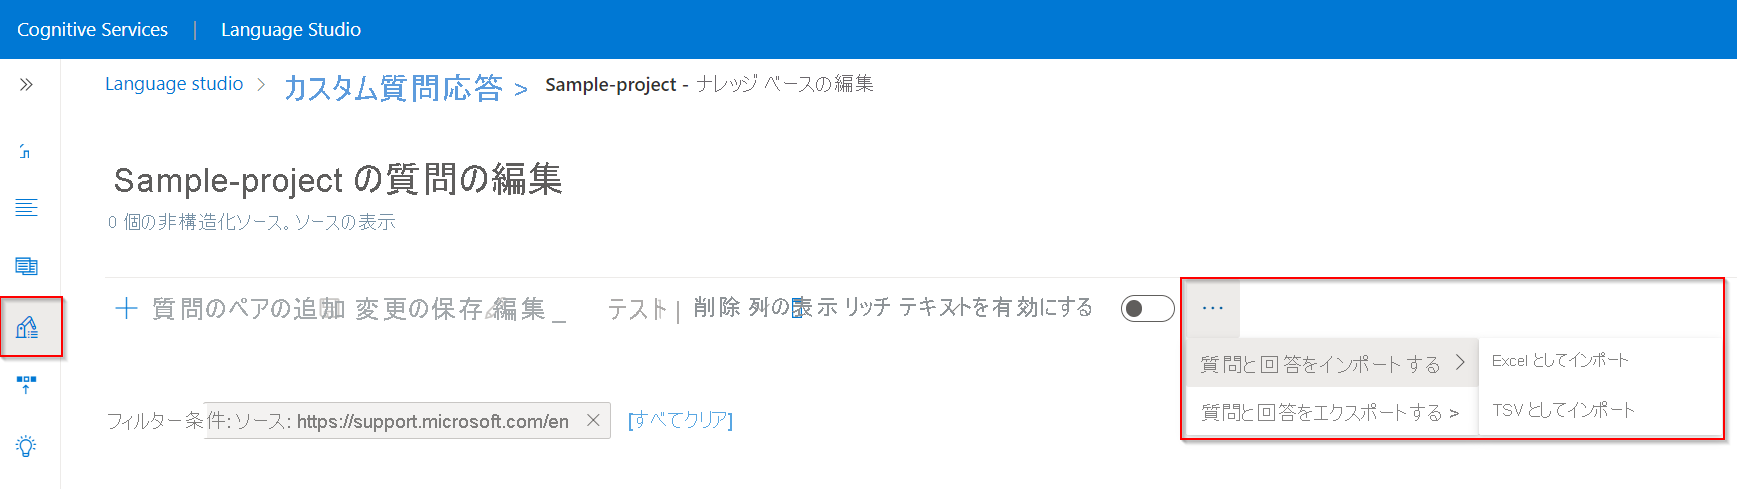 Cognitive Services | Language Studio
Language studio > カスタム質問応答 > Sample-project - ナレッジ ベースの編集
Sample-project の質問の編集
0 個の非構造化ソース。ソースの表示
質問のペアの追加 変更の保存 編集 _ テスト | 削除 列の表示 リッチ テキストを有効にする ...
質問と回答をインポートする > Excel としてインポート
質問と回答をエクスポートする > TSV としてインポート
フィルター条件: ソース: https://support.microsoft.com/en × [すべてクリア]